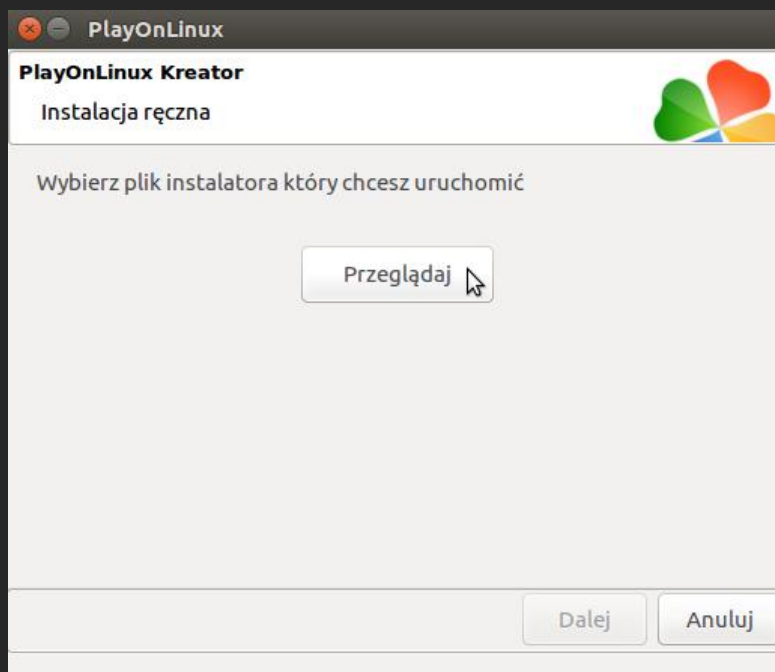 PlayOnLinux
PlayOnLinux Kreator
Instalacja ręczna
Wybierz plik instalatora który chcesz uruchomić
Przeglądaj
Dalej
Anuluj